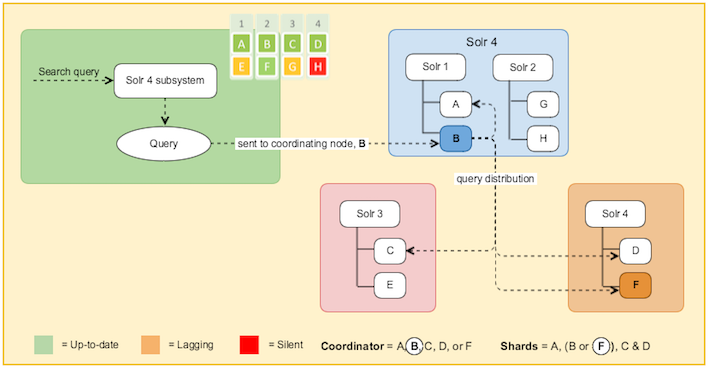 1 2 3 4
A B C D
E F G H
Search query
Solr 4 subsystem
Query
sent to coordinating node, B
Solr 4
Solr 1
A
B
Solr 2
G
H
query distribution
Solr 3
C
E
Solr 4
D
F
= Up-to-date
= Lagging
= Silent
Coordinator = A, B, C, D, or F
Shards = A, (B or F)), C & D